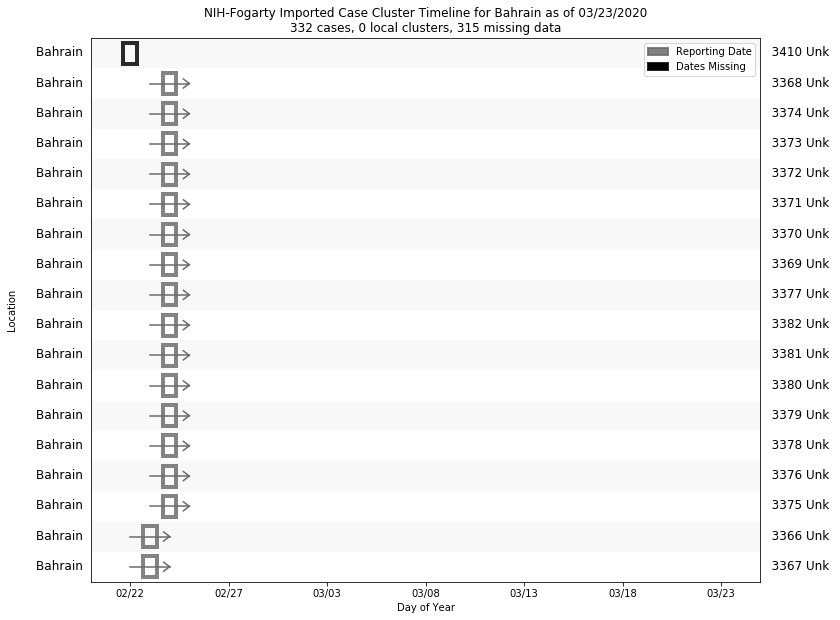 NIH-Fogarty Imported Case Cluster Timeline for Bahrain as of 03/23/2020
332 cases, 0 local clusters, 315 missing data
Reporting Date
Dates Missing
Bahrain 3410 Unk
Bahrain 3368 Unk
Bahrain 3374 Unk
Bahrain 3373 Unk
Bahrain 3372 Unk
Bahrain 3371 Unk
Bahrain 3370 Unk
Bahrain 3369 Unk
Bahrain 3377 Unk
Bahrain 3382 Unk
Bahrain 3381 Unk
Bahrain 3380 Unk
Bahrain 3379 Unk
Bahrain 3378 Unk
Bahrain 3376 Unk
Bahrain 3375 Unk
Bahrain 3366 Unk
Bahrain 3367 Unk
Location
02/22 02/27 03/03 03/08 03/13 03/18 03/23
Day of Year